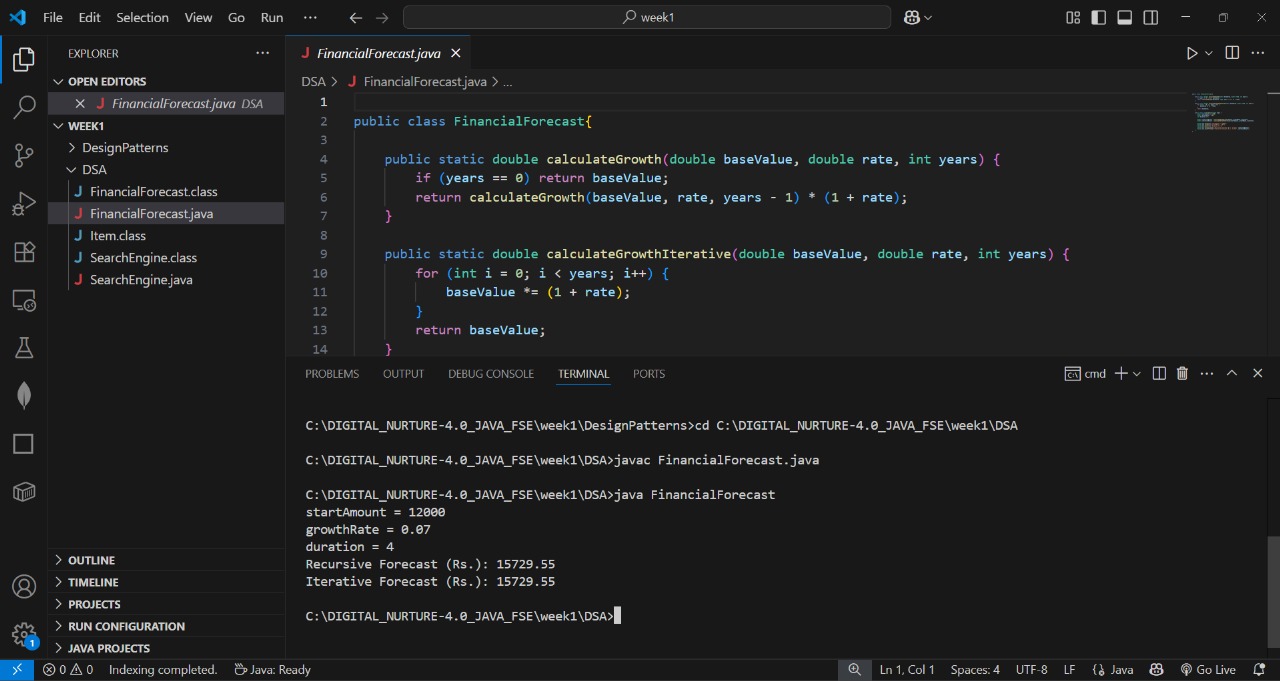 File Edit Selection View Go Run ··· week1
EXPLORER ···
OPEN EDITORS
FinancialForecast.java DSA
WEEK1
DesignPatterns
DSA
FinancialForecast.class
FinancialForecast.java
Item.class
SearchEngine.class
SearchEngine.java
OUTLINE
TIMELINE
PROJECTS
RUN CONFIGURATION
JAVA PROJECTS
1
J FinancialForecast.java
DSA > J FinancialForecast.java > ...
1
2 public class FinancialForecast{
3
4 public static double calculateGrowth(double baseValue, double rate, int years) {
5 if (years == 0) return baseValue;
6 return calculateGrowth(baseValue, rate, years - 1) * (1 + rate);
7 }
8
9 public static double calculateGrowthIterative(double baseValue, double rate, int years) {
10 for (int i = 0; i < years; i++) {
11 baseValue *= (1 + rate);
12 }
13 return baseValue;
14 }
PROBLEMS OUTPUT DEBUG CONSOLE TERMINAL PORTS cmd
C:\DIGITAL_NURTURE-4.0_JAVA_FSE\week1\DesignPatterns>cd C:\DIGITAL_NURTURE-4.0_JAVA_FSE\week1\DSA
C:\DIGITAL_NURTURE-4.0_JAVA_FSE\week1\DSA>javac FinancialForecast.java
C:\DIGITAL_NURTURE-4.0_JAVA_FSE\week1\DSA>java FinancialForecast
startAmount = 12000
growthRate = 0.07
duration = 4
Recursive Forecast (Rs.): 15729.55
Iterative Forecast (Rs.): 15729.55
C:\DIGITAL_NURTURE-4.0_JAVA_FSE\week1\DSA>
0 0 Indexing completed. Java: Ready Ln 1, Col 1 Spaces: 4 UTF-8 LF {} Java Go Live